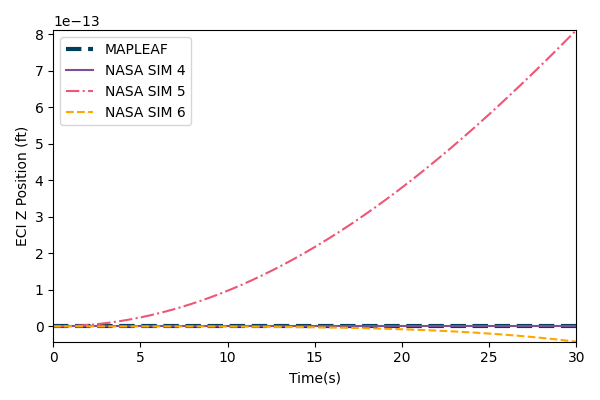 1e−13
8
7
6
5
4
3
2
1
0
ECI Z Position (ft)
MAPLEAF
NASA SIM 4
NASA SIM 5
NASA SIM 6
0 5 10 15 20 25 30
Time(s)